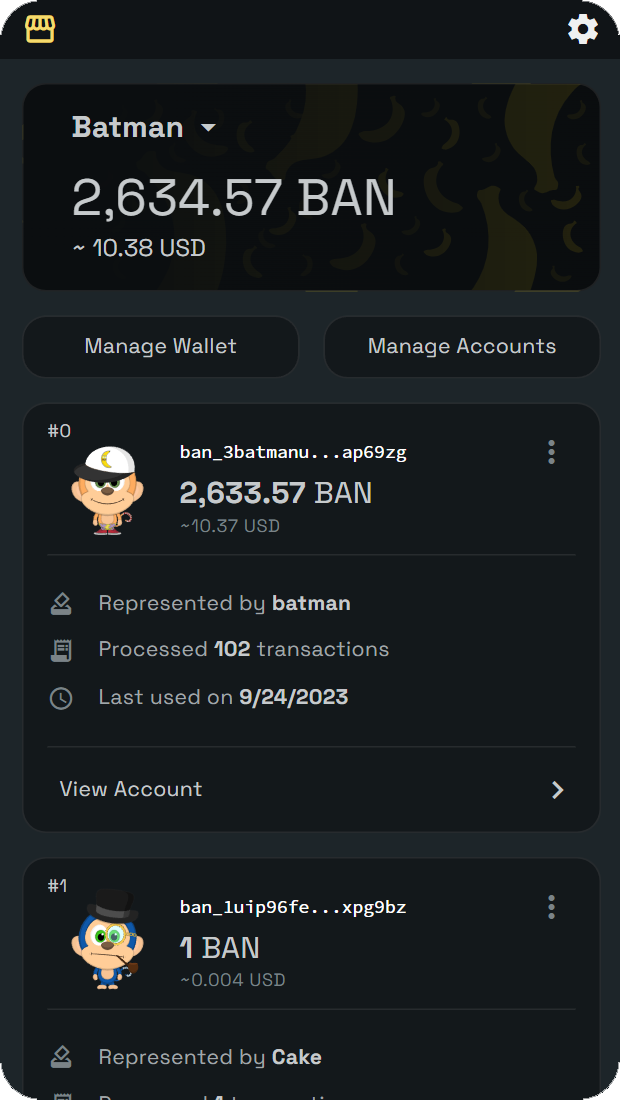 Batman
2,634.57 BAN
~ 10.38 USD
Manage Wallet
Manage Accounts
#0
ban_3batmanu...ap69zg
2,633.57 BAN
~10.37 USD
Represented by batman
Processed 102 transactions
Last used on 9/24/2023
View Account
#1
ban_1uip96fe...xpg9bz
1 BAN
~0.004 USD
Represented by Cake